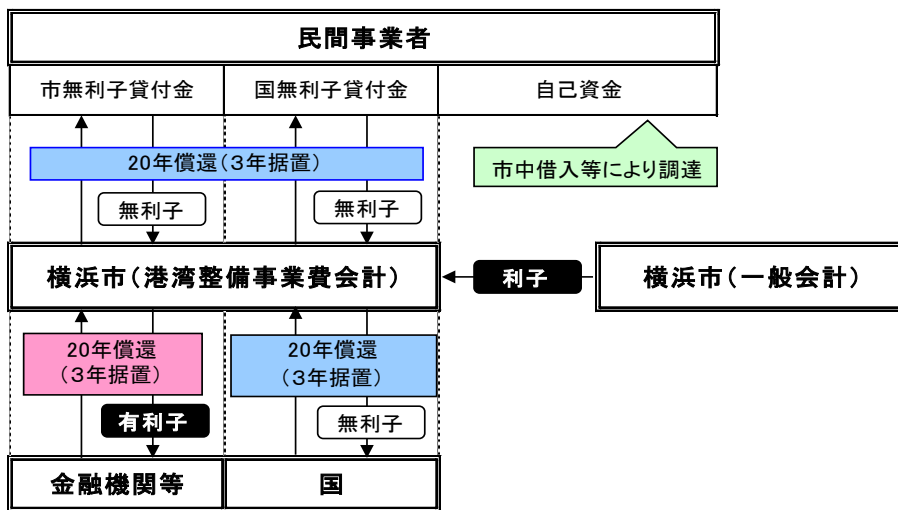 民間事業者
市無利子貸付金
国無利子貸付金
自己資金
20年償還(3年据置)
市中借入等により調達
無利子
無利子
横浜市(港湾整備事業費会計)
利子
横浜市(一般会計)
20年償還
(3年据置)
20年償還
(3年据置)
有利子
無利子
金融機関等
国